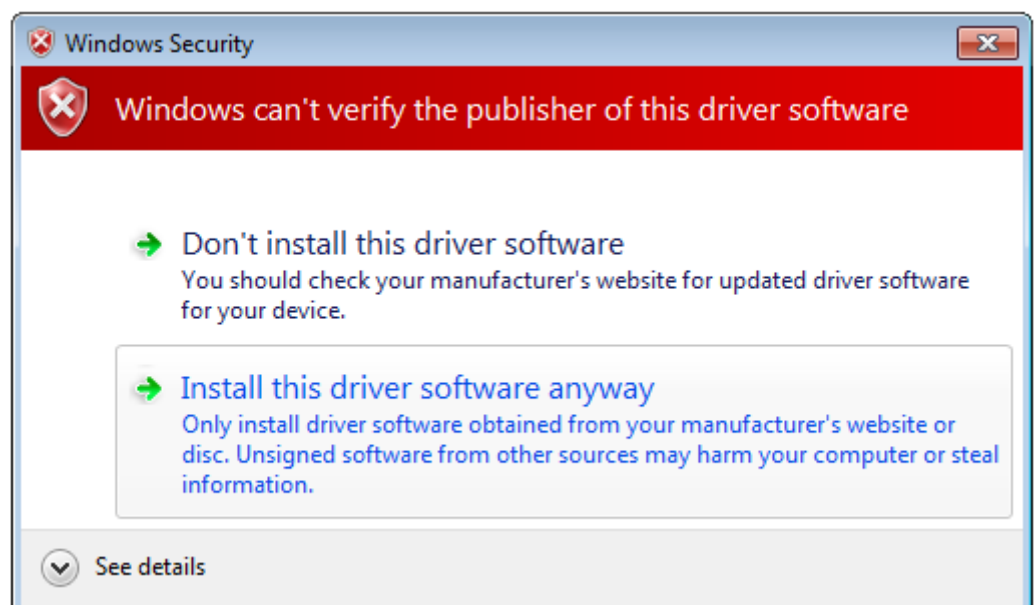 Windows Security
Windows can't verify the publisher of this driver software
Don't install this driver software
You should check your manufacturer's website for updated driver software
for your device.
Install this driver software anyway
Only install driver software obtained from your manufacturer's website or
disc. Unsigned software from other sources may harm your computer or steal
information.
See details